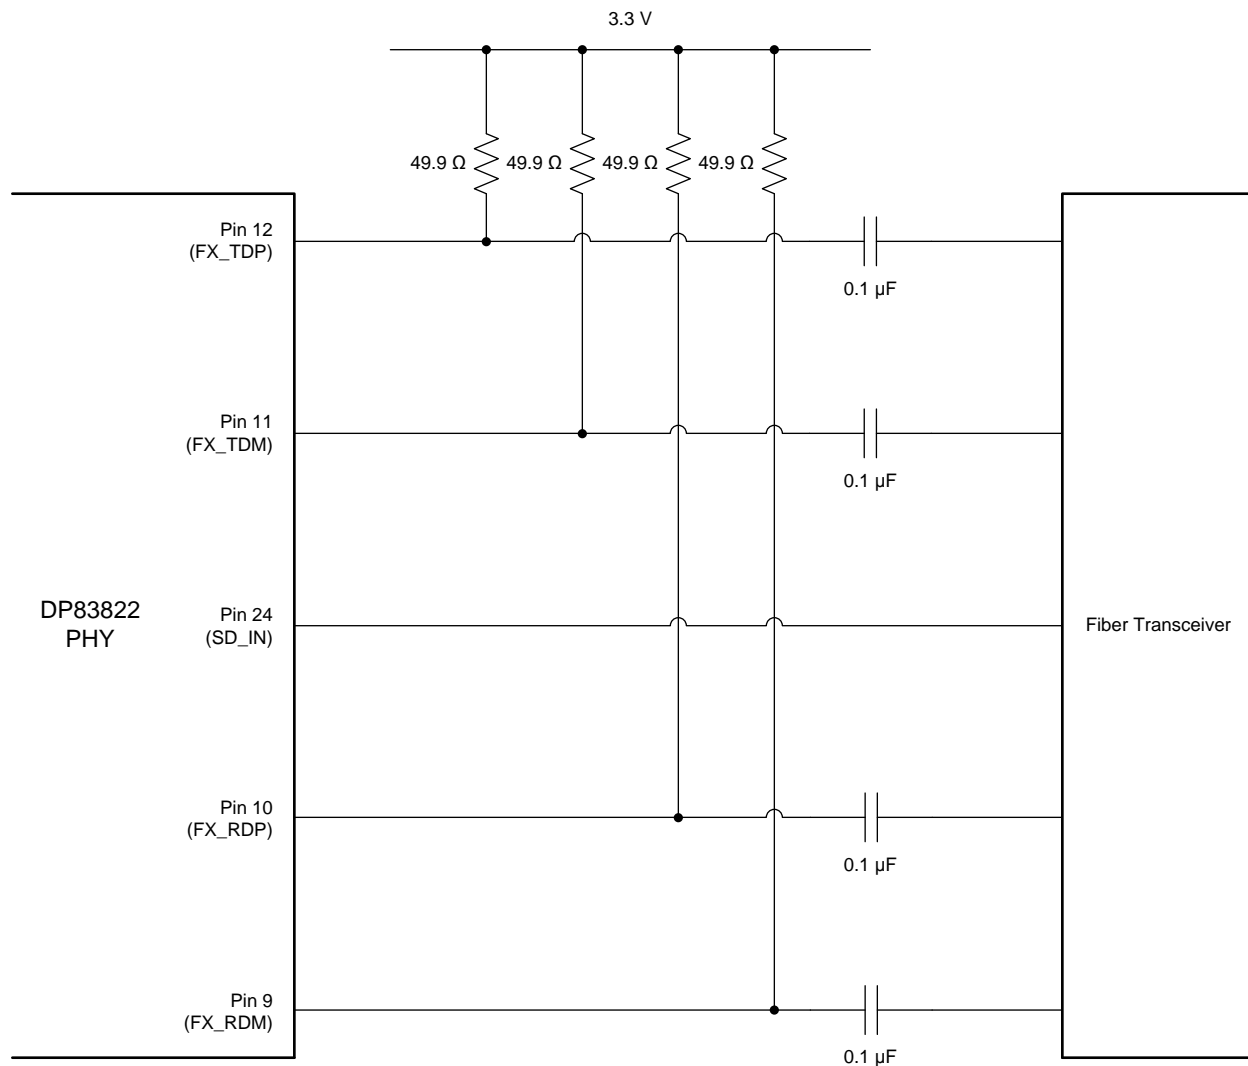 3.3 V
49.9 Ω 49.9 Ω 49.9 Ω 49.9 Ω
Pin 12
(FX_TDP)
0.1 µF
Pin 11
(FX_TDM)
0.1 µF
DP83822
PHY
Pin 24
(SD_IN)
Fiber Transceiver
Pin 10
(FX_RDP)
0.1 µF
Pin 9
(FX_RDM)
0.1 µF